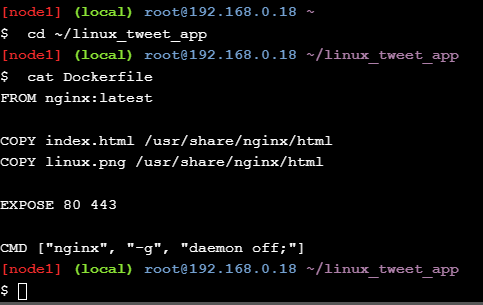 [node1] (local) root@192.168.0.18 ~
$ cd ~/linux_tweet_app
[node1] (local) root@192.168.0.18 ~/linux_tweet_app
$ cat Dockerfile
FROM nginx:latest
COPY index.html /usr/share/nginx/html
COPY linux.png /usr/share/nginx/html
EXPOSE 80 443
CMD ["nginx", "-g", "daemon off;"]
[node1] (local) root@192.168.0.18 ~/linux_tweet_app
$